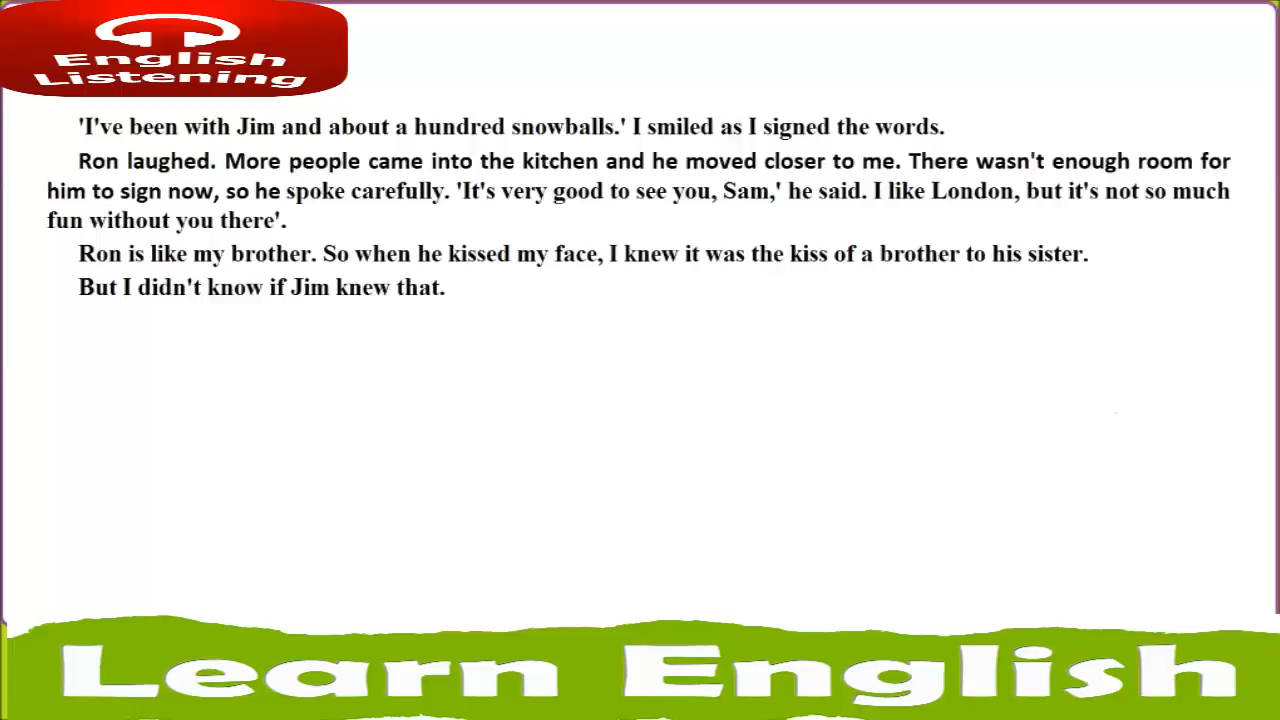 English
Listening
'I've been with Jim and about a hundred snowballs.' I smiled as I signed the words.
Ron laughed. More people came into the kitchen and he moved closer to me. There wasn't enough room for
him to sign now, so he spoke carefully. 'It's very good to see you, Sam,' he said. I like London, but it's not so much
fun without you there'.
Ron is like my brother. So when he kissed my face, I knew it was the kiss of a brother to his sister.
But I didn't know if Jim knew that.
Learn English